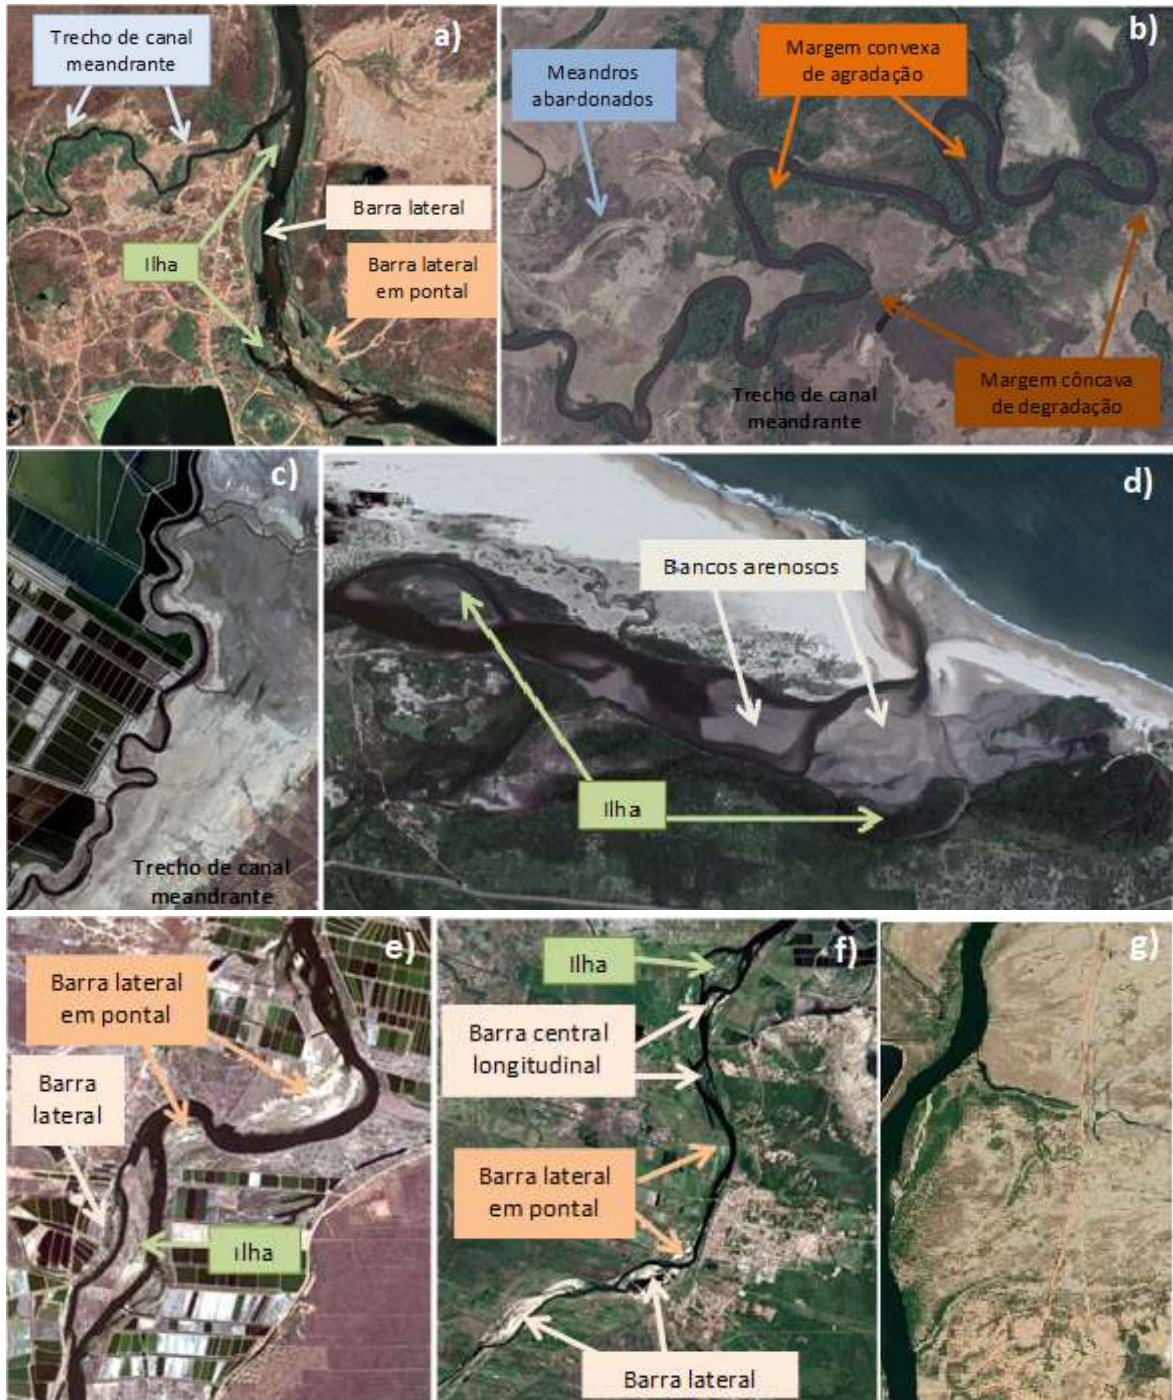 a)
Trecho de canal
meandrante
Barra lateral
Ilha
Barra lateral
em pontal
b)
Margem convexa
de agradação
Meandros
abandonados
Margem côncava
de degradação
Trecho de canal
meandrante
c)
Trecho de canal
meandrante
d)
Bancos arenosos
Ilha
e)
Barra lateral
em pontal
Barra
lateral
Ilha
f)
Ilha
Barra central
longitudinal
Barra lateral
em pontal
Barra lateral
g)